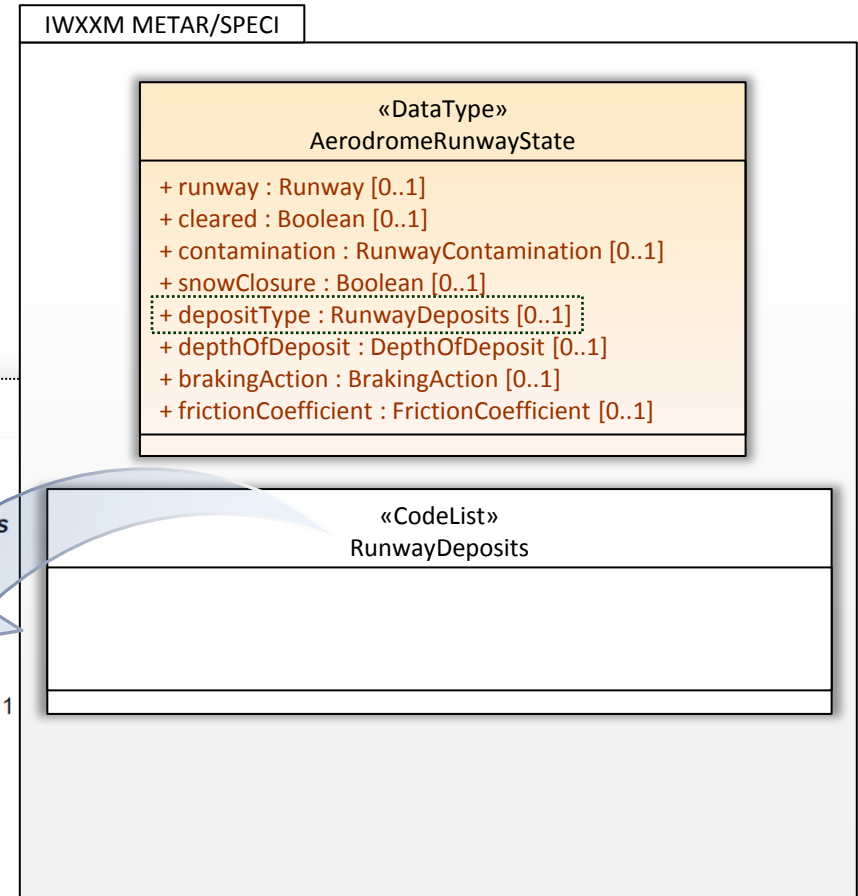 IWXXM METAR/SPECI
«DataType»
AerodromeRunwayState
+ runway : Runway [0..1]
+ cleared : Boolean [0..1]
+ contamination : RunwayContamination [0..1]
+ snowClosure : Boolean [0..1]
+ depositType : RunwayDeposits [0..1]
+ depthOfDeposit : DepthOfDeposit [0..1]
+ brakingAction : BrakingAction [0..1]
+ frictionCoefficient : FrictionCoefficient [0..1]
s
«CodeList»
RunwayDeposits
1